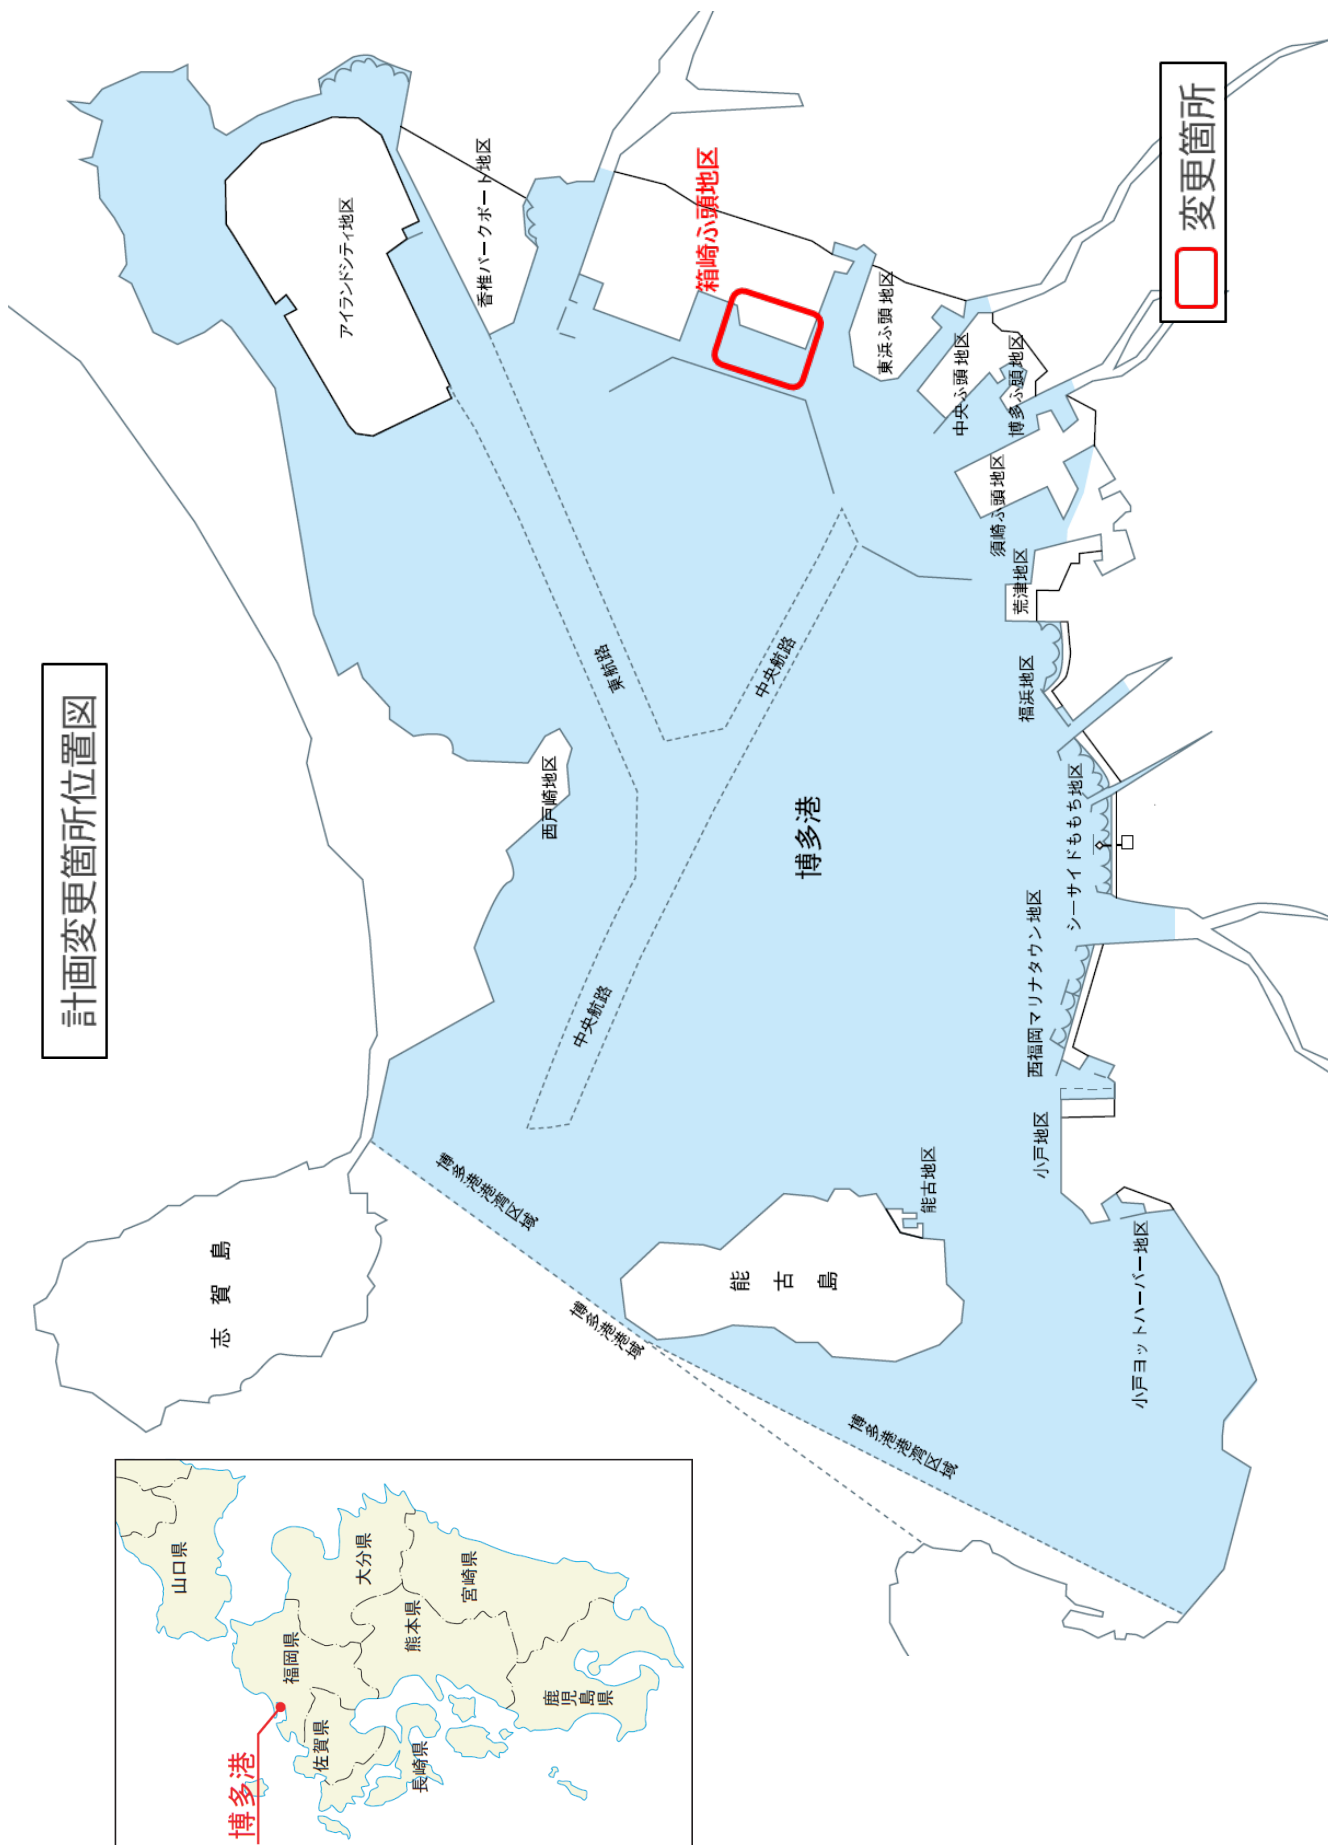 計画変更箇所位置図
変更箇所
志賀島
アイランドシティ地区
香椎パークポート地区
箱崎ふ頭地区
東浜ふ頭地区
中央ふ頭地区
博多ふ頭地区
須崎ふ頭地区
荒津地区
福浜地区
シーサイドももち地区
西福岡マリナタウン地区
小戸地区
小戸ヨットハーバー地区
能古地区
能古島
西戸崎地区
東航路
中央航路
中央航路
博多港
博多港港湾区域
博多港港域
博多港港湾区域
山口県
福岡県
大分県
佐賀県
熊本県
長崎県
宮崎県
鹿児島県
博多港